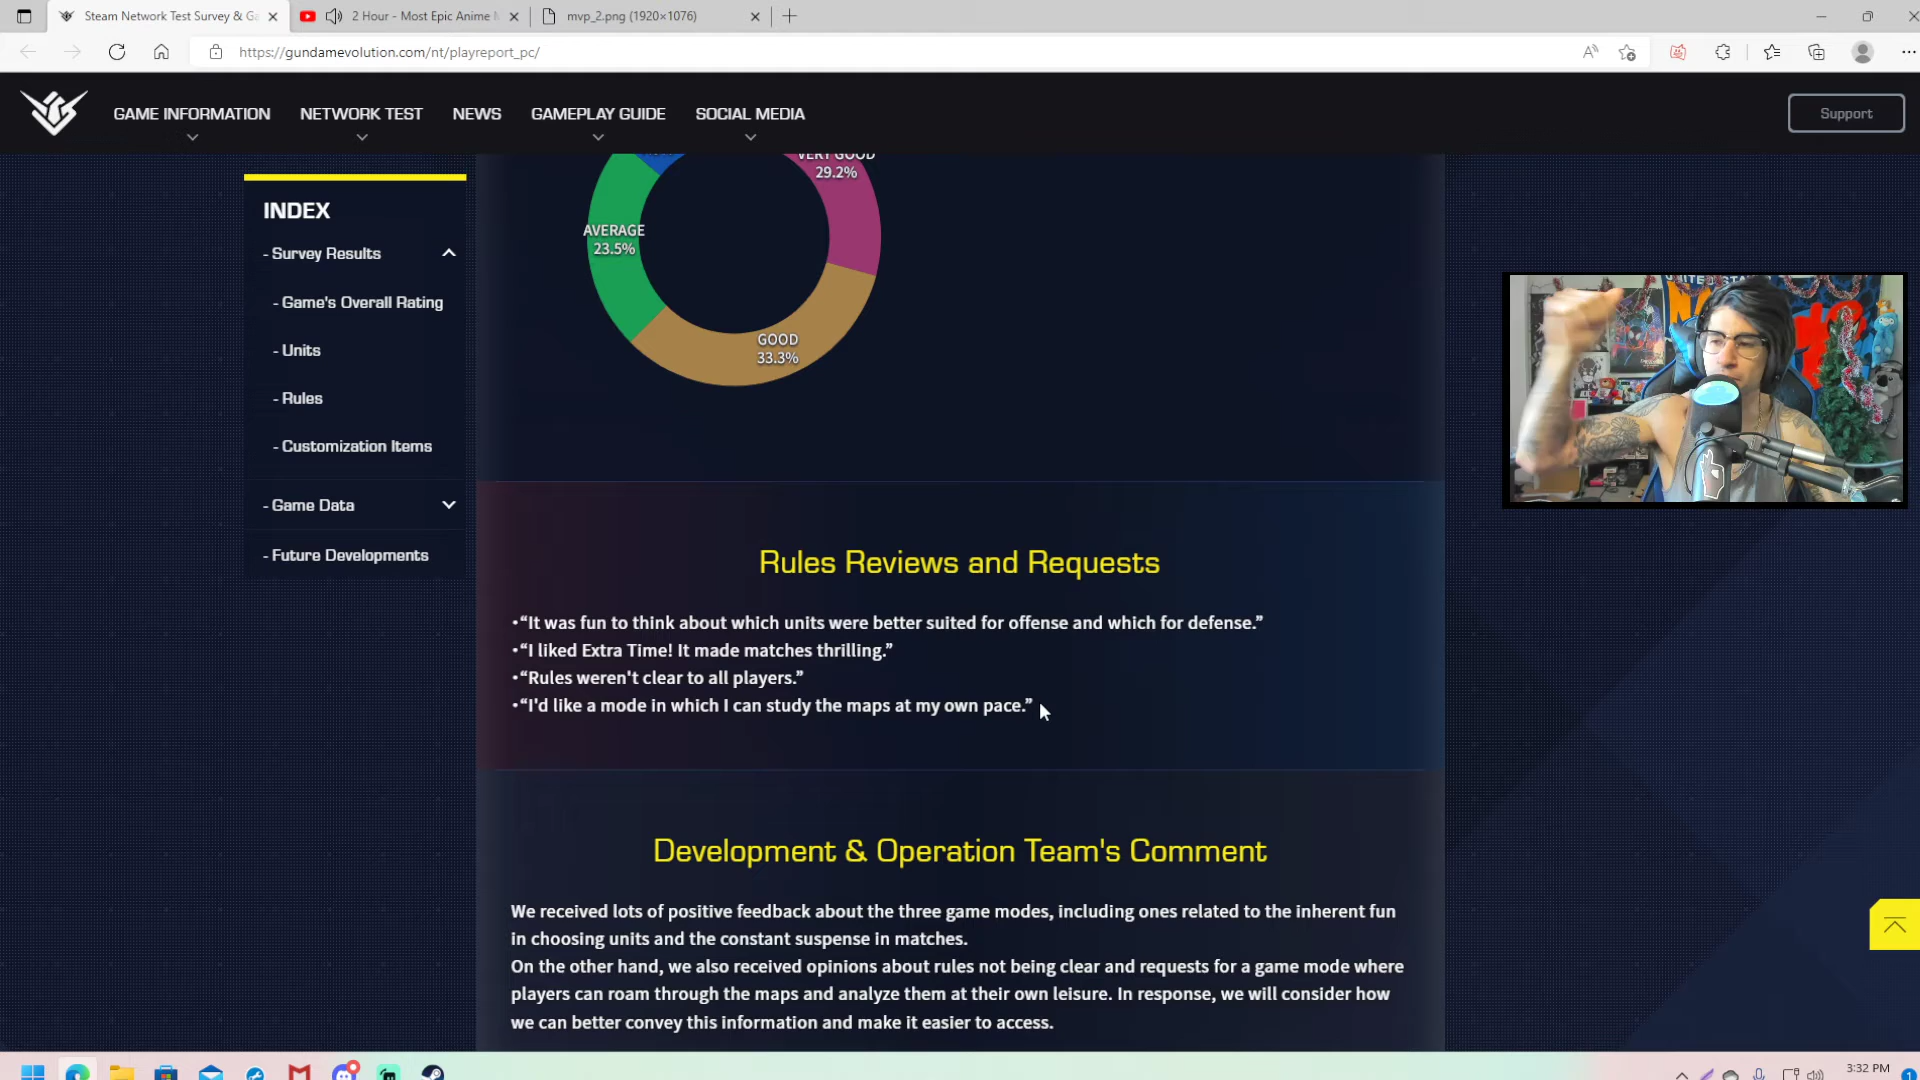 Steam Network Test Survey & Ga
2 Hour - Most Epic Anime M
mvp_2.png (1920×1076)
https://gundamevolution.com/nt/playreport_pc/
GAME INFORMATION
NETWORK TEST
NEWS
GAMEPLAY GUIDE
SOCIAL MEDIA
Support
INDEX
- Survey Results
- Game's Overall Rating
- Units
- Rules
- Customization Items
- Game Data
- Future Developments
VERY GOOD
29.2%
AVERAGE
23.5%
GOOD
33.3%
Rules Reviews and Requests
•“It was fun to think about which units were better suited for offense and which for defense.”
•“I liked Extra Time! It made matches thrilling.”
•“Rules weren't clear to all players.”
•“I'd like a mode in which I can study the maps at my own pace.”
Development & Operation Team's Comment
We received lots of positive feedback about the three game modes, including ones related to the inherent fun
in choosing units and the constant suspense in matches.
On the other hand, we also received opinions about rules not being clear and requests for a game mode where
players can roam through the maps and analyze them at their own leisure. In response, we will consider how
we can better convey this information and make it easier to access.
3:32 PM